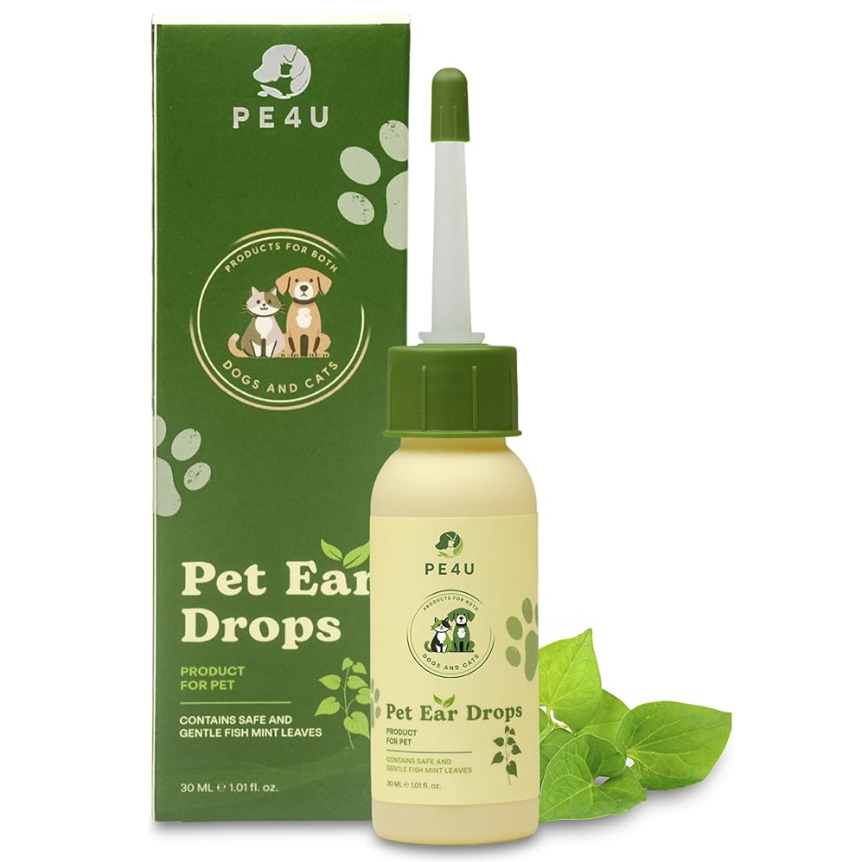 PE4U
PRODUCTS FOR BOTH
DOGS AND CATS
Pet Ear
Drops
PRODUCT
FOR PET
CONTAINS SAFE AND
GENTLE FISH MINT LEAVES
30 ML ℮ 1.01 fl. oz.
PE4U
PRODUCTS FOR BOTH
DOGS AND CATS
Pet Ear Drops
PRODUCT
FOR PET
CONTAINS SAFE AND
GENTLE FISH MINT LEAVES
30 ML ℮ 1.01 fl. oz.